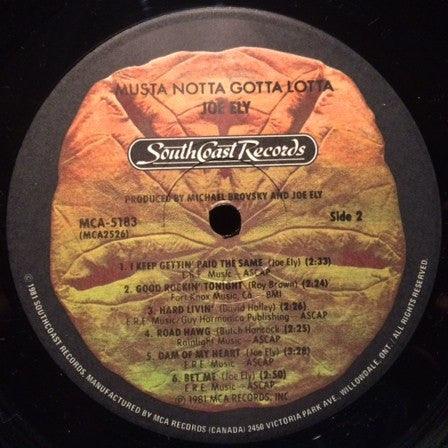 MUSTA NOTTA GOTTA LOTTA
JOE ELY
SouthCoast Records
PRODUCED BY MICHAEL BROVSKY AND JOE ELY
MCA-5183
(MCA2526)
Side 2
1. I KEEP GETTIN' PAID THE SAME (Joe Ely) (2:33)
E.R.E. Music - ASCAP
2. GOOD ROCKIN' TONIGHT (Roy Brown) (2:24)
Fort Knox Music, Co. - BMI
3. HARD LIVIN' (David Halley) (2:26)
E.R.E. Music/Guy Harmonica Publishing - ASCAP
4. ROAD HAWG (Butch Hancock) (2:25)
Rainlight Music - ASCAP
5. DAM OF MY HEART (Joe Ely) (3:28)
E.R.E. Music - ASCAP
6. BET ME (Joe Ely) (2:50)
E.R.E. Music - ASCAP
Ⓟ 1981 MCA RECORDS, INC
© 1981 SOUTHCOAST RECORDS. MANUFACTURED BY MCA RECORDS (CANADA) 2450 VICTORIA PARK AVE., WILLOWDALE, ONT. ALL RIGHTS RESERVED.